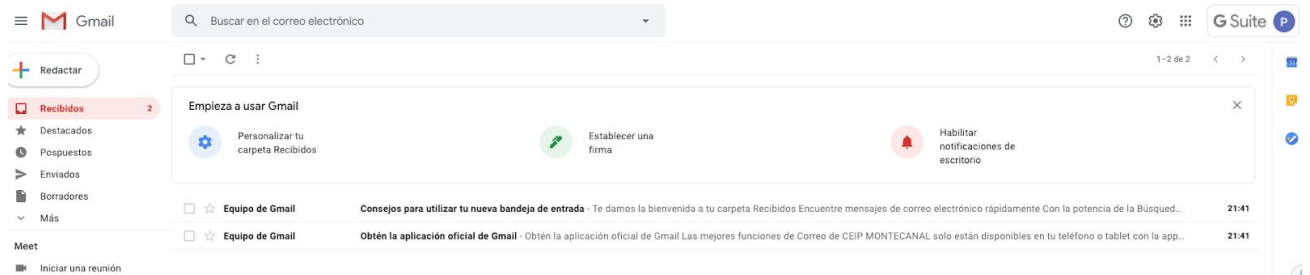 Gmail
Buscar en el correo electrónico
G Suite P
Redactar
1–2 de 2
Recibidos 2
Destacados
Pospuestos
Enviados
Borradores
Más
Meet
Iniciar una reunión
Empieza a usar Gmail
Personalizar tu
carpeta Recibidos
Establecer una
firma
Habilitar
notificaciones de
escritorio
Equipo de Gmail Consejos para utilizar tu nueva bandeja de entrada - Te damos la bienvenida a tu carpeta Recibidos Encuentre mensajes de correo electrónico rápidamente Con la potencia de la Búsqued... 21:41
Equipo de Gmail Obtén la aplicación oficial de Gmail - Obtén la aplicación oficial de Gmail Las mejores funciones de Correo de CEIP MONTECANAL solo están disponibles en tu teléfono o tablet con la app... 21:41
31